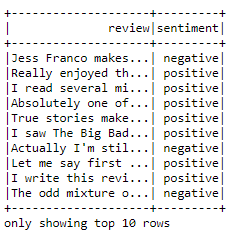 +--------------------+---------+
|              review|sentiment|
+--------------------+---------+
|Jess Franco makes...| negative|
|Really enjoyed th...| positive|
|I read several mi...| positive|
|Absolutely one of...| positive|
|True stories make...| positive|
|I saw The Big Bad...| positive|
|Actually I'm stil...| negative|
|Let me say first ...| positive|
|I write this revi...| positive|
|The odd mixture o...| negative|
+--------------------+---------+
only showing top 10 rows